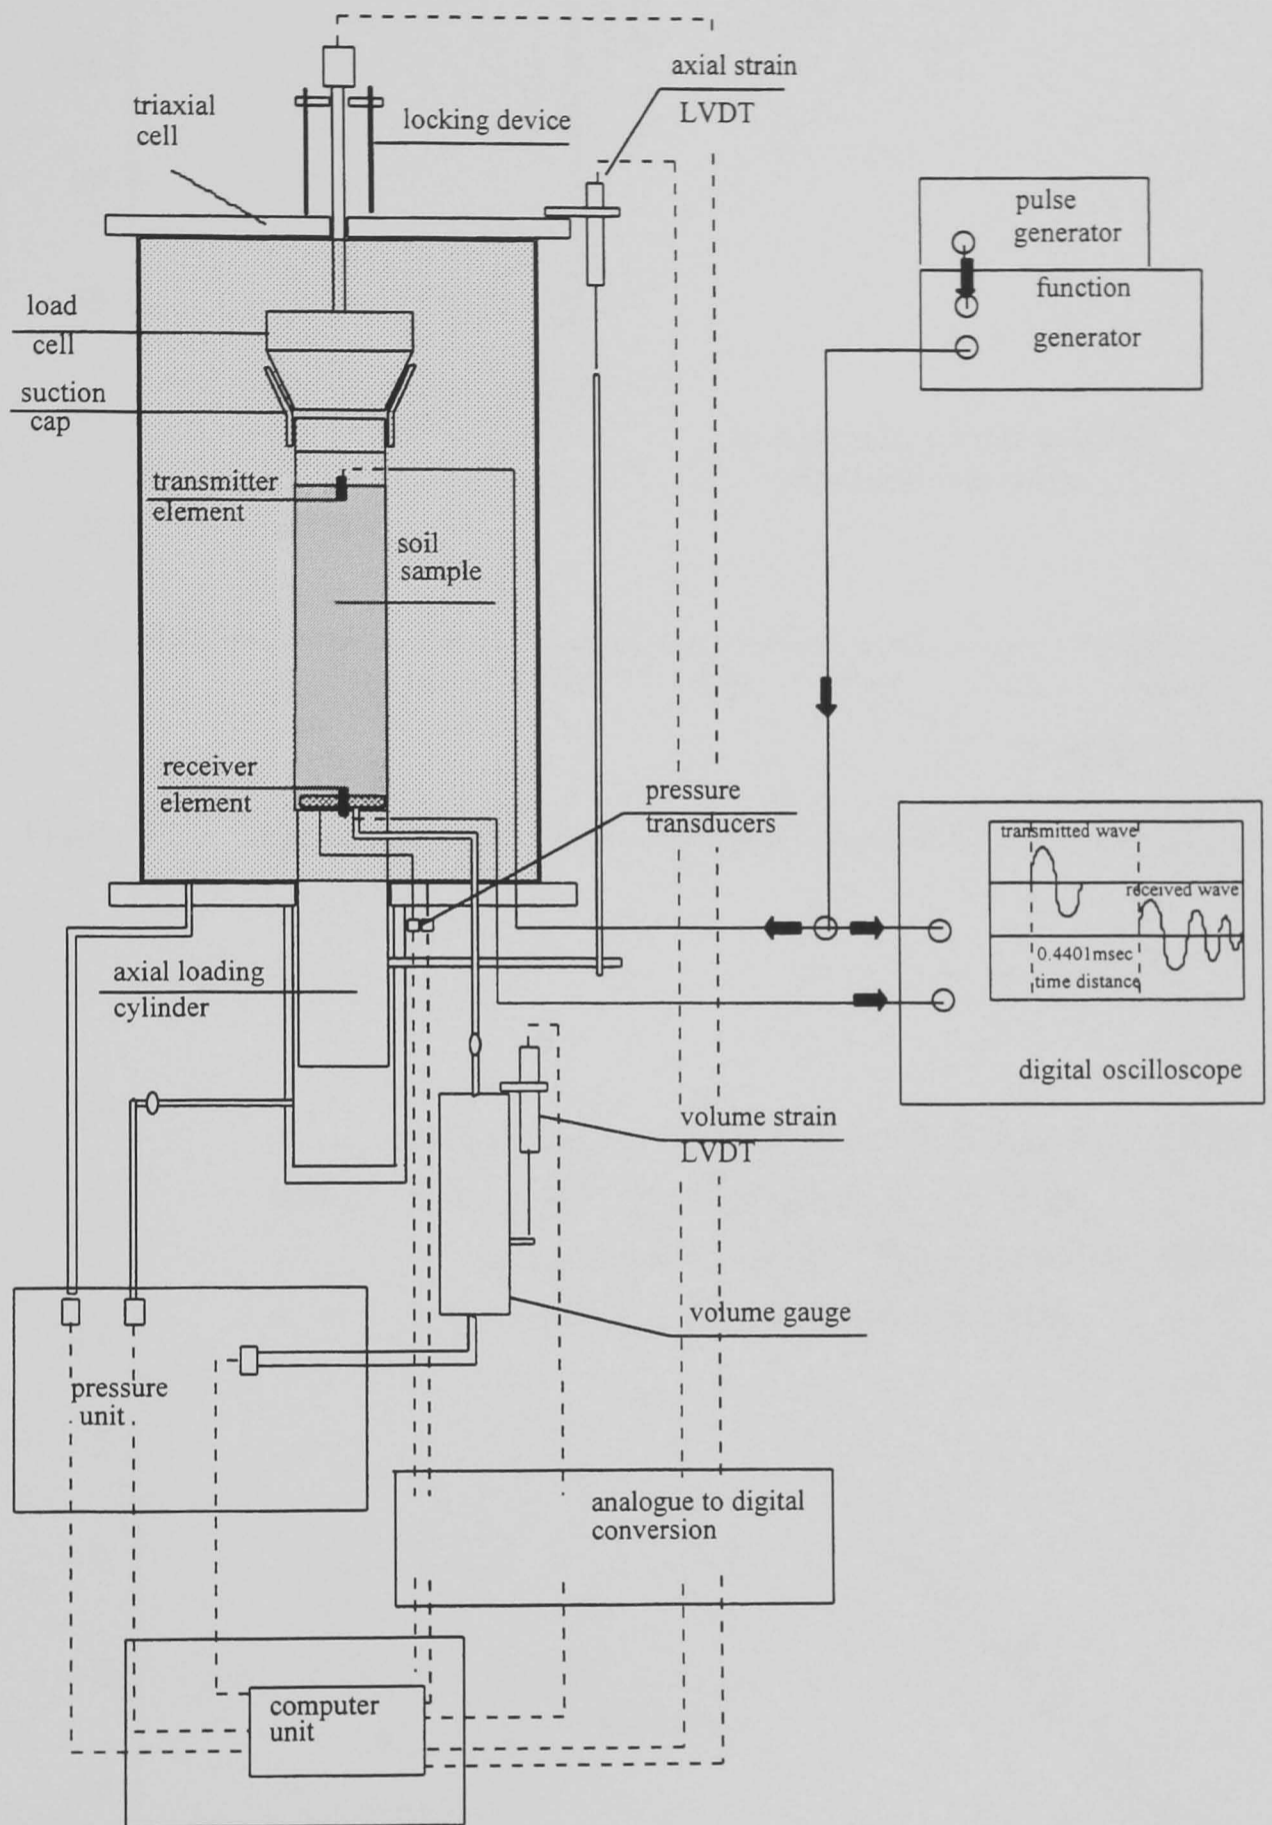 axial strain
LVDT
triaxial
cell
locking device
pulse
generator
function
generator
load
cell
suction
cap
transmitter
element
soil
sample
receiver
element
pressure
transducers
transmitted wave
received wave
0.4401msec
time distance
digital oscilloscope
axial loading
cylinder
volume strain
LVDT
volume gauge
pressure
unit
analogue to digital
conversion
computer
unit